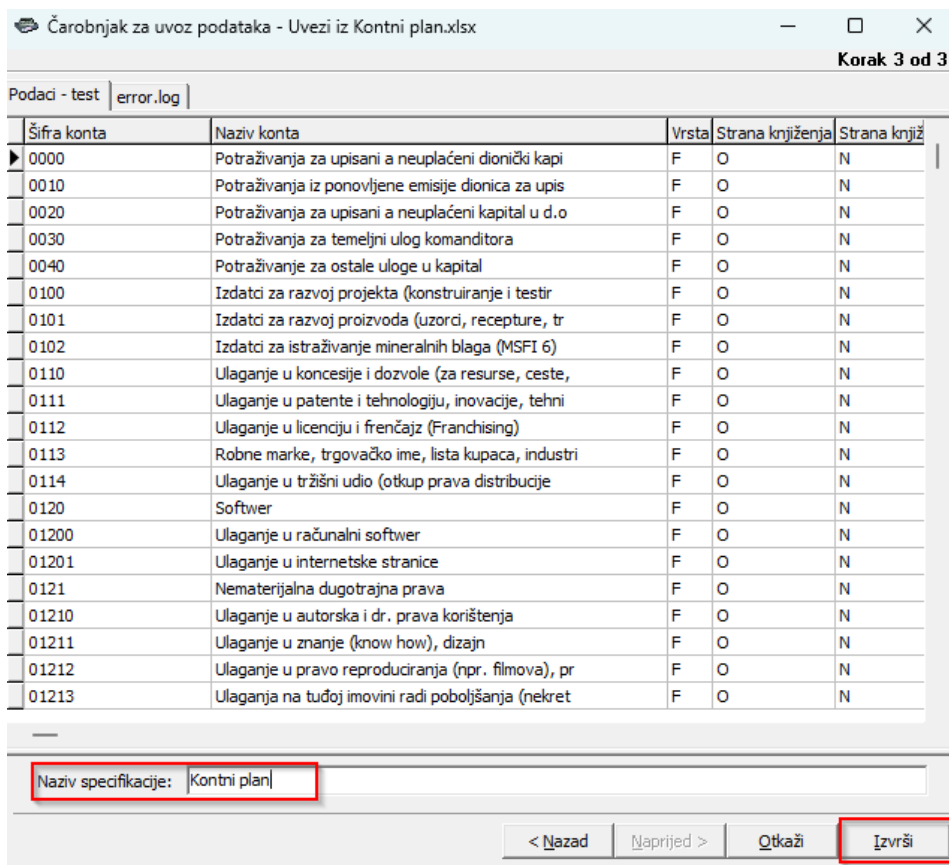 Čarobnjak za uvoz podataka - Uvezi iz Kontni plan.xlsx
Korak 3 od 3
Podaci - test error.log
Šifra konta Naziv konta Vrsta Strana knjiženja Strana knjiž
0000 Potraživanja za upisani a neuplaćeni dionički kapi F O N
0010 Potraživanja iz ponovljene emisije dionica za upis F O N
0020 Potraživanja za upisani a neuplaćeni kapital u d.o F O N
0030 Potraživanja za temeljni ulog komanditora F O N
0040 Potraživanje za ostale uloge u kapital F O N
0100 Izdatci za razvoj projekta (konstruiranje i testir F O N
0101 Izdatci za razvoj proizvoda (uzorci, recepture, tr F O N
0102 Izdatci za istraživanje mineralnih blaga (MSFI 6) F O N
0110 Ulaganje u koncesije i dozvole (za resurse, ceste, F O N
0111 Ulaganje u patente i tehnologiju, inovacije, tehni F O N
0112 Ulaganje u licenciju i frenčajz (Franchising) F O N
0113 Robne marke, trgovačko ime, lista kupaca, industri F O N
0114 Ulaganje u tržišni udio (otkup prava distribucije F O N
0120 Softwer F O N
01200 Ulaganje u računalni softwer F O N
01201 Ulaganje u internetske stranice F O N
0121 Nematerijalna dugotrajna prava F O N
01210 Ulaganje u autorska i dr. prava korištenja F O N
01211 Ulaganje u znanje (know how), dizajn F O N
01212 Ulaganje u pravo reproduciranja (npr. filmova), pr F O N
01213 Ulaganja na tuđoj imovini radi poboljšanja (nekret F O N
Naziv specifikacije: Kontni plan
< Nazad Naprijed > Otkaži Izvrši